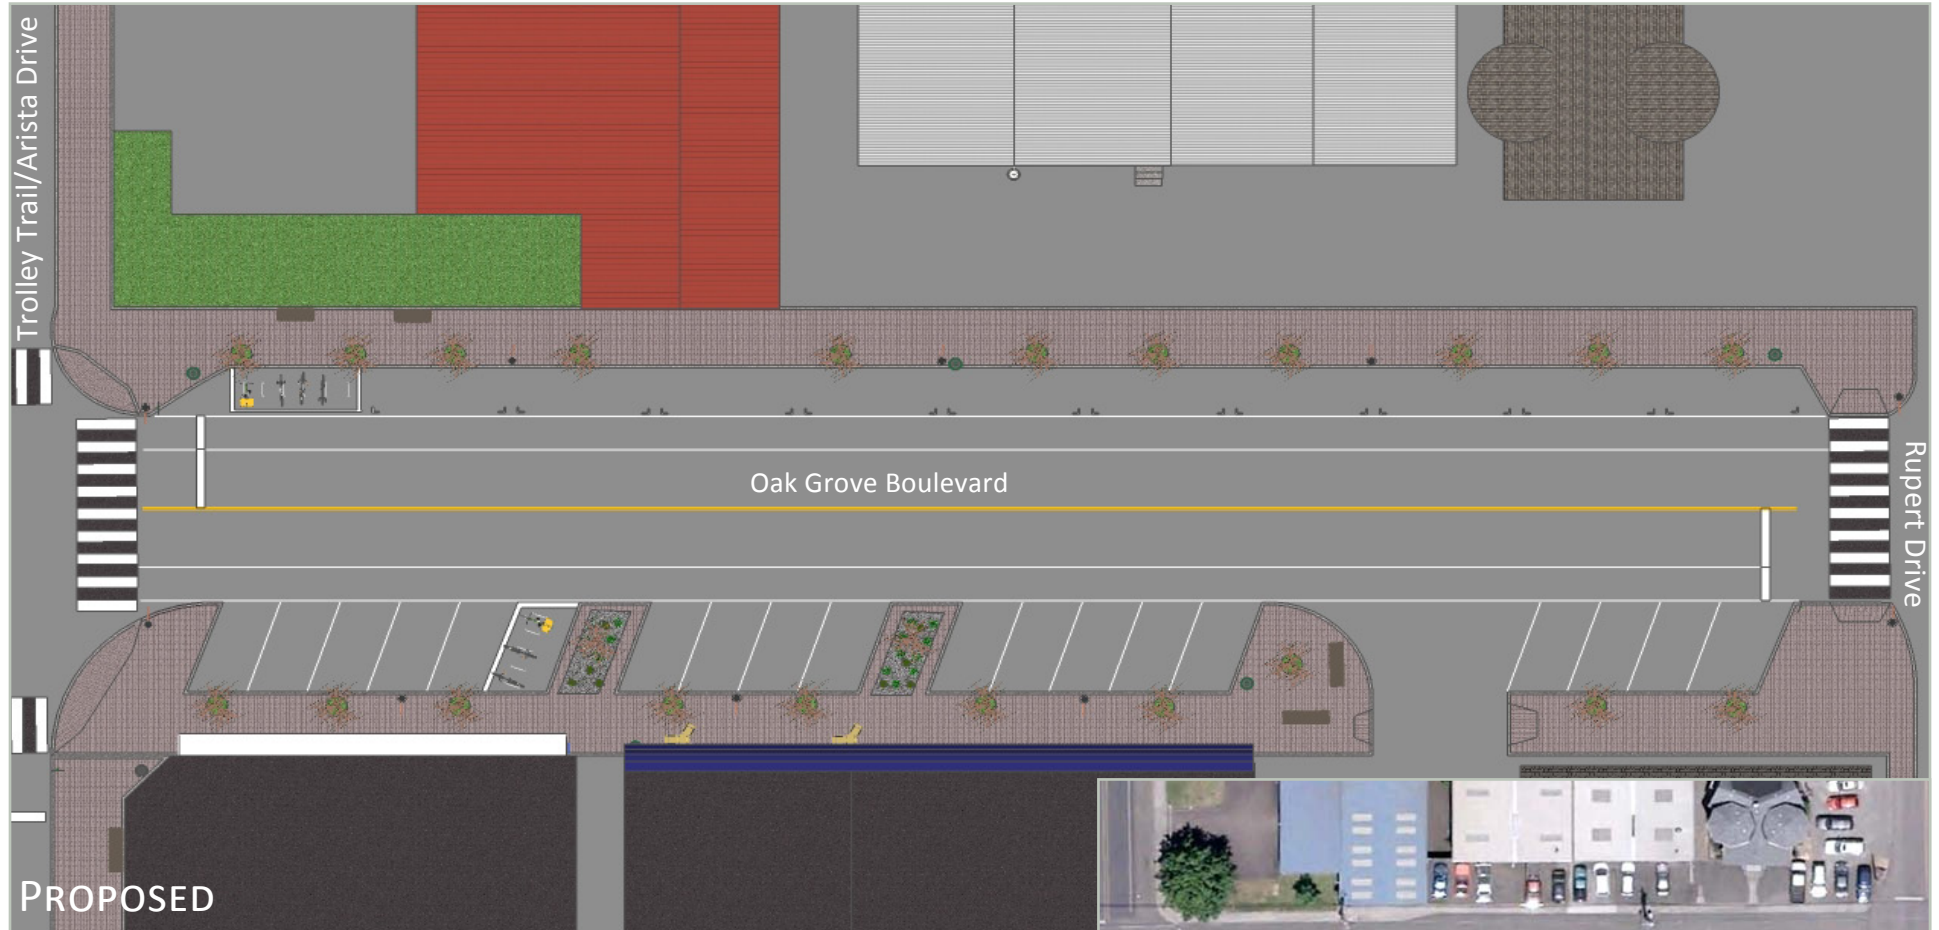 Trolley Trail/Arista Drive
Oak Grove Boulevard
Rupert Drive
PROPOSED